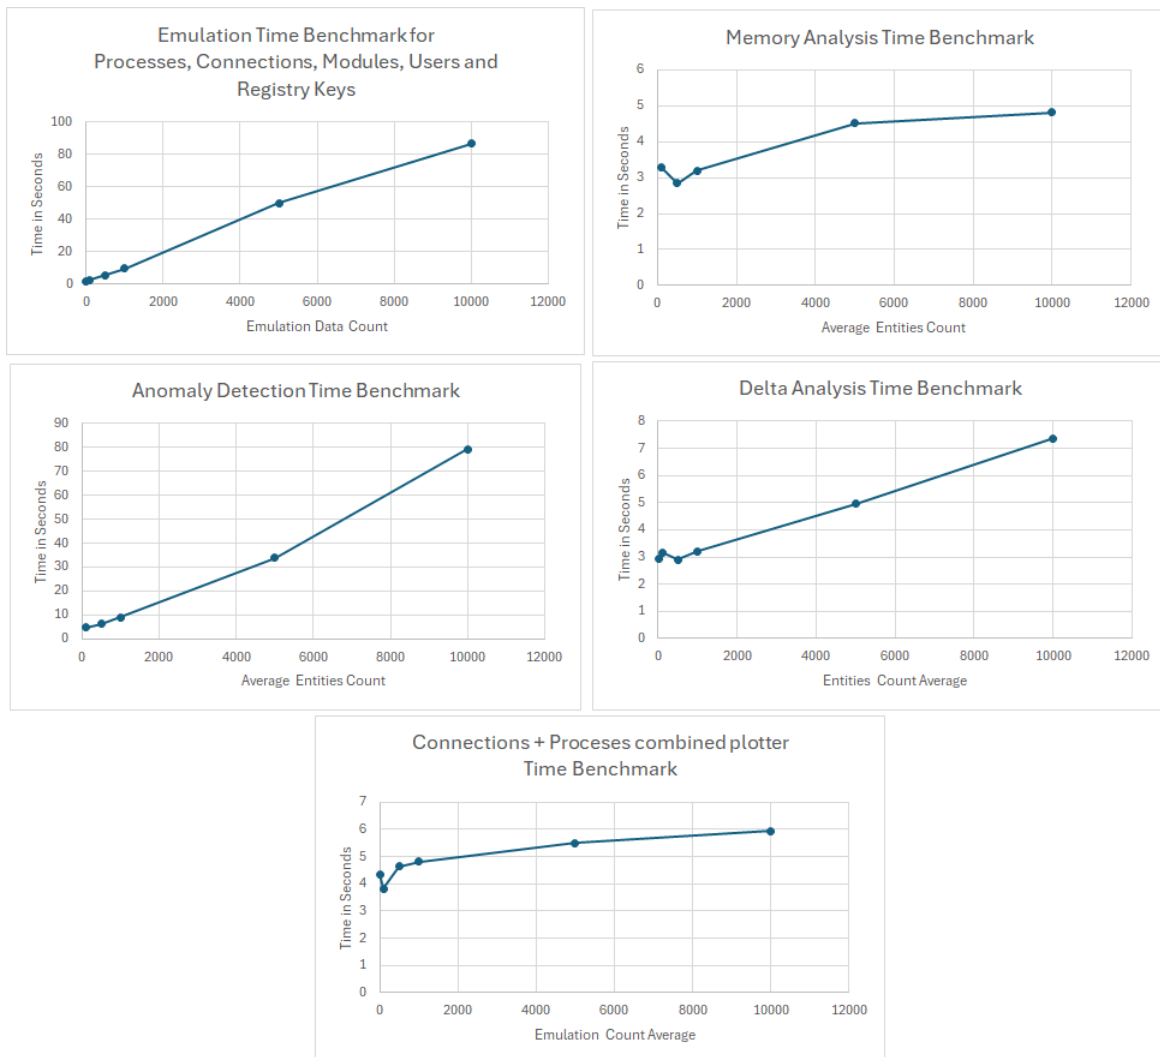 Emulation Time Benchmark for
Processes, Connections, Modules, Users and
Registry Keys
100
80
60
40
20
0
Time in Seconds
0 2000 4000 6000 8000 10000 12000
Emulation Data Count
Memory Analysis Time Benchmark
6
5
4
3
2
1
0
Time in Seconds
0 2000 4000 6000 8000 10000 12000
Average Entities Count
Anomaly Detection Time Benchmark
90
80
70
60
50
40
30
20
10
0
Time in Seconds
0 2000 4000 6000 8000 10000 12000
Average Entities Count
Delta Analysis Time Benchmark
8
7
6
5
4
3
2
1
0
Time in Seconds
0 2000 4000 6000 8000 10000 12000
Entities Count Average
Connections + Proceses combined plotter
Time Benchmark
7
6
5
4
3
2
1
0
Time in Seconds
0 2000 4000 6000 8000 10000 12000
Emulation Count Average